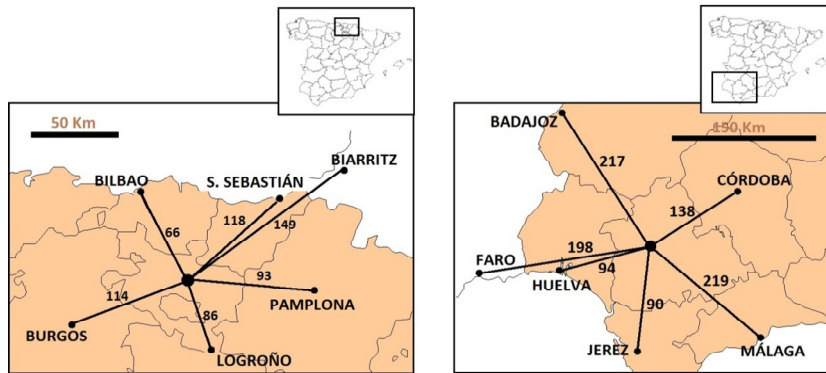 50 Km
BIARRITZ
BILBAO
S. SEBASTIÁN
118
149
66
93
114
PAMPLONA
86
BURGOS
LOGROÑO
Km
BADAJOZ
217
CÓRDOBA
138
198
FARO
94
HUELVA
219
90
JEREZ
MÁLAGA